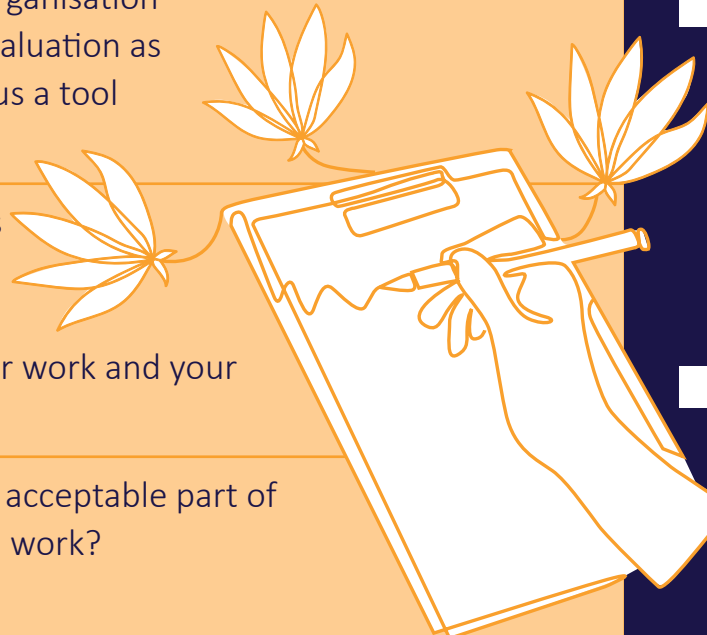 ganisation
aluation as
us a tool
r work and your
acceptable part of
work?